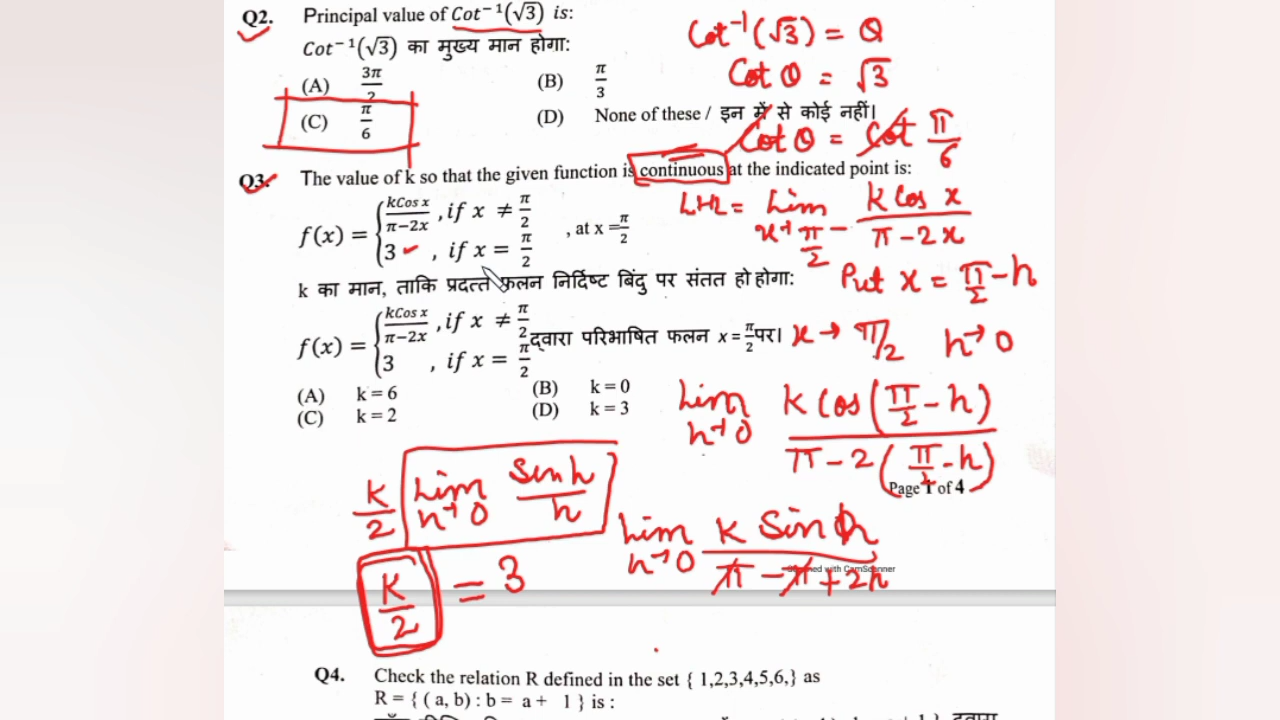 Q2. Principal value of Cot⁻¹(√3) is:
Cot⁻¹(√3) का मुख्य मान होगा:
(A) 3π/2 (B) π/3
(C) π/6 (D) None of these / इन में से कोई नहीं।
Cot⁻¹(√3) = θ
Cot θ = √3
Cot θ = Cot π/6
Q3. The value of k so that the given function is continuous at the indicated point is:
f(x) = { kCos x/π−2x , if x ≠ π/2
3 , if x = π/2 , at x = π/2
k का मान, ताकि प्रदत्त फ़लन निर्दिष्ट बिंदु पर संतत हो होगा:
f(x) = { kCos x/π−2x , if x ≠ π/2
3 , if x = π/2 द्वारा परिभाषित फलन x = π/2 पर।
(A) k = 6 (B) k = 0
(C) k = 2 (D) k = 3
LHL = Lim x→π/2− k Cos x/π−2x
Put x = π/2 − h
x → π/2 h→0
Lim h→0 k Cos(π/2 − h)/π − 2(π/2 − h)
Page 1 of 4
Lim h→0 k Sin h/π − π + 2h
Scanned with CamScanner
k/2 Lim h→0 Sin h/h
k/2 = 3
Q4. Check the relation R defined in the set { 1,2,3,4,5,6,} as
R = { ( a, b) : b = a + 1 } is :